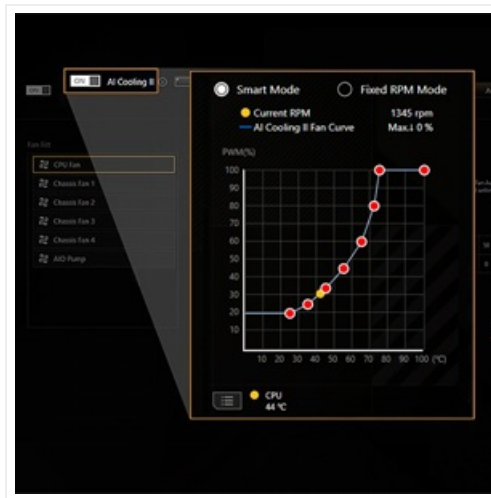 ON
AI Cooling II
ON
Smart Mode
Fixed RPM Mode
Current RPM 1345 rpm
AI Cooling II Fan Curve Max.↓ 0 %
Fan list
CPU Fan
Chassis Fan 1
Chassis Fan 2
Chassis Fan 3
Chassis Fan 4
AIO Pump
PWM(%)
100
90
80
70
60
50
40
30
20
10
10 20 30 40 50 60 70 80 90 100 (℃)
CPU
44 ℃